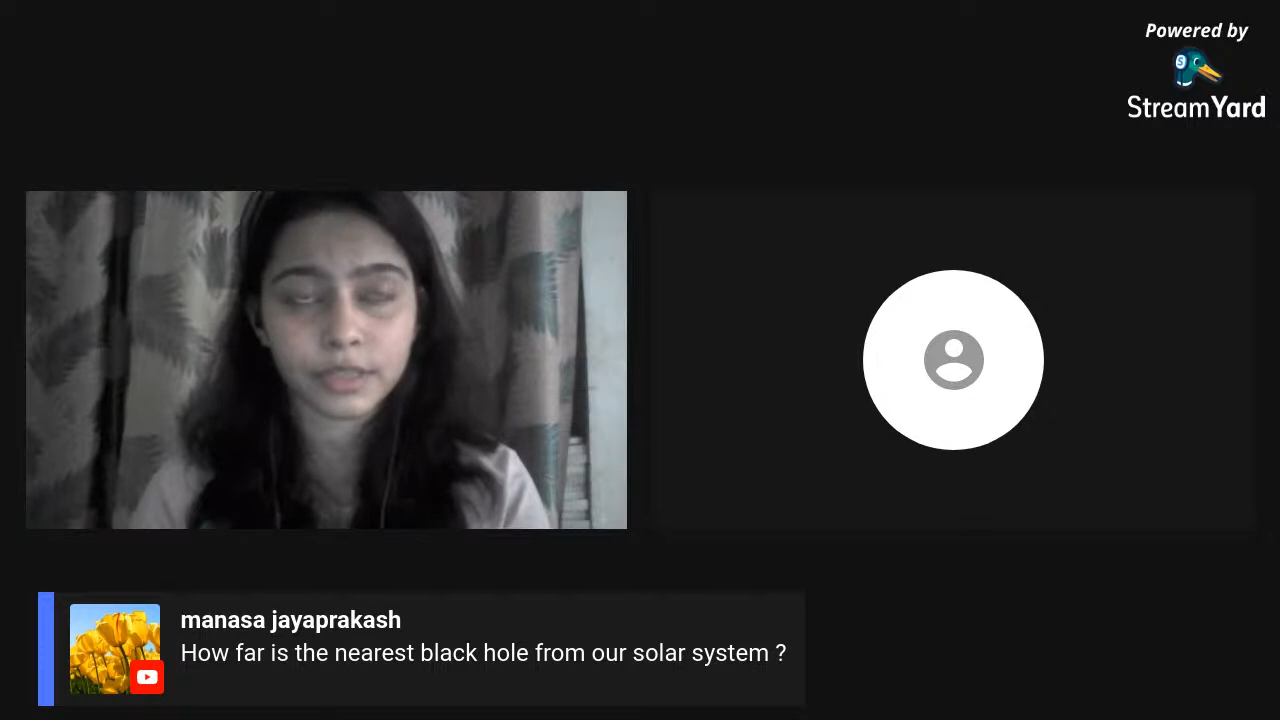 Powered by
StreamYard
manasa jayaprakash
How far is the nearest black hole from our solar system ?